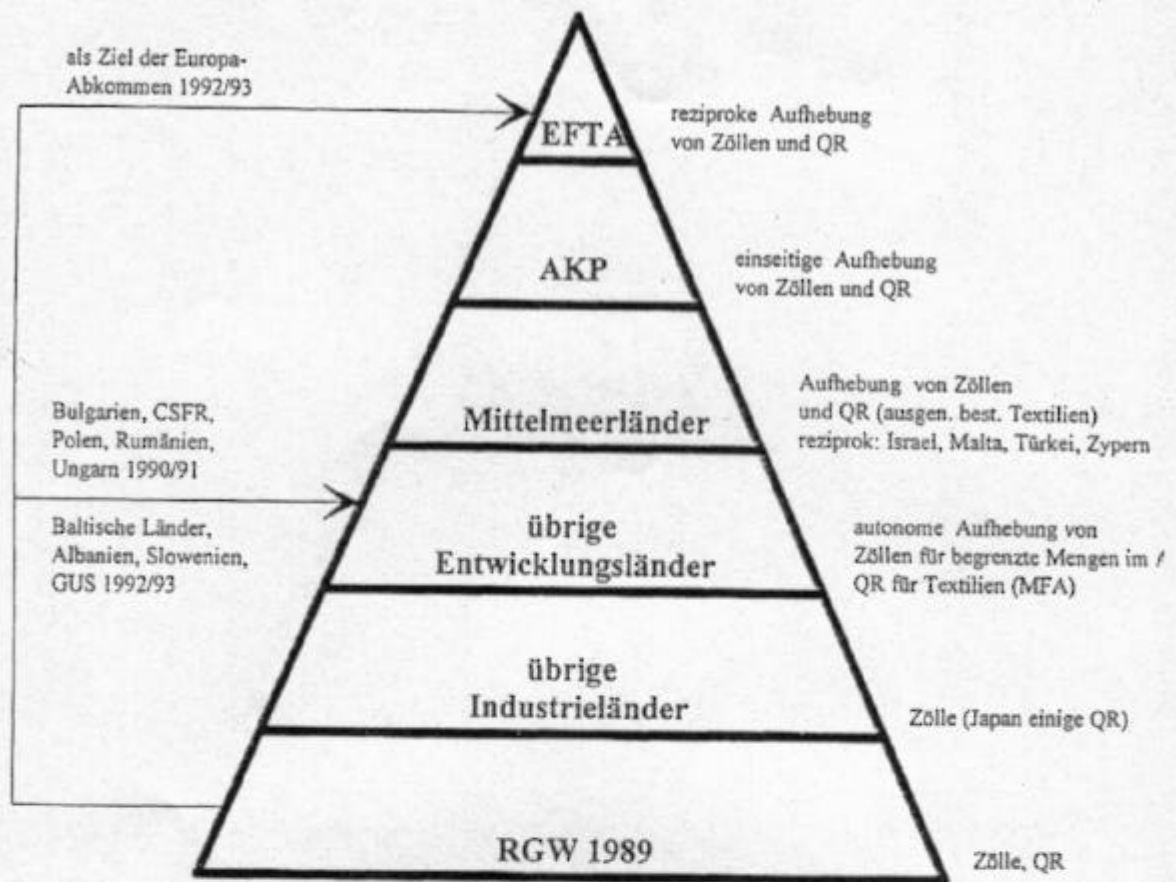 als Ziel der Europa-
Abkommen 1992/93
EFTA
reziproke Aufhebung
von Zöllen und QR
AKP
einseitige Aufhebung
von Zöllen und QR
Mittelmeerländer
Aufhebung von Zöllen
und QR (ausgen. best. Textilien)
reziprok: Israel, Malta, Türkei, Zypern
Bulgarien, CSFR,
Polen, Rumänien,
Ungarn 1990/91
Baltische Länder,
Albanien, Slowenien,
GUS 1992/93
übrige
Entwicklungsländer
autonome Aufhebung von
Zöllen für begrenzte Mengen im
QR für Textilien (MFA)
übrige
Industrieländer
Zölle (Japan einige QR)
RGW 1989
Zölle, QR